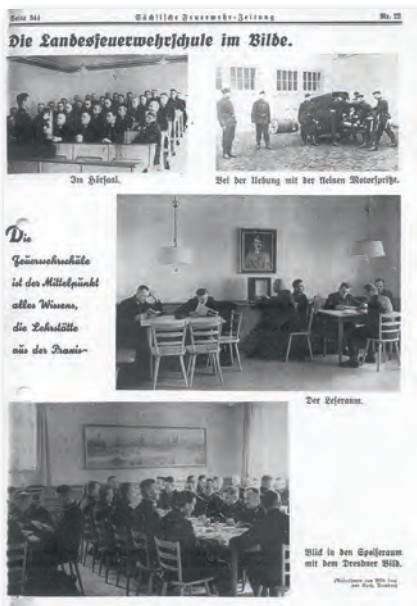 Seite 344 Sächsische Feuerwehr-Zeitung Nr. 22
Die Landesfeuerwehrschule im Bilde.
Im Hörsaal.
Bei der Uebung mit der kleinen Motorspritze.
Die
Feuerwehrschule
ist der Mittelpunkt
alles Wissens,
die Lehrstätte
aus der Praxis-
Der Leseraum.
Blick in den Speiseraum
mit dem Dresdner Bild.